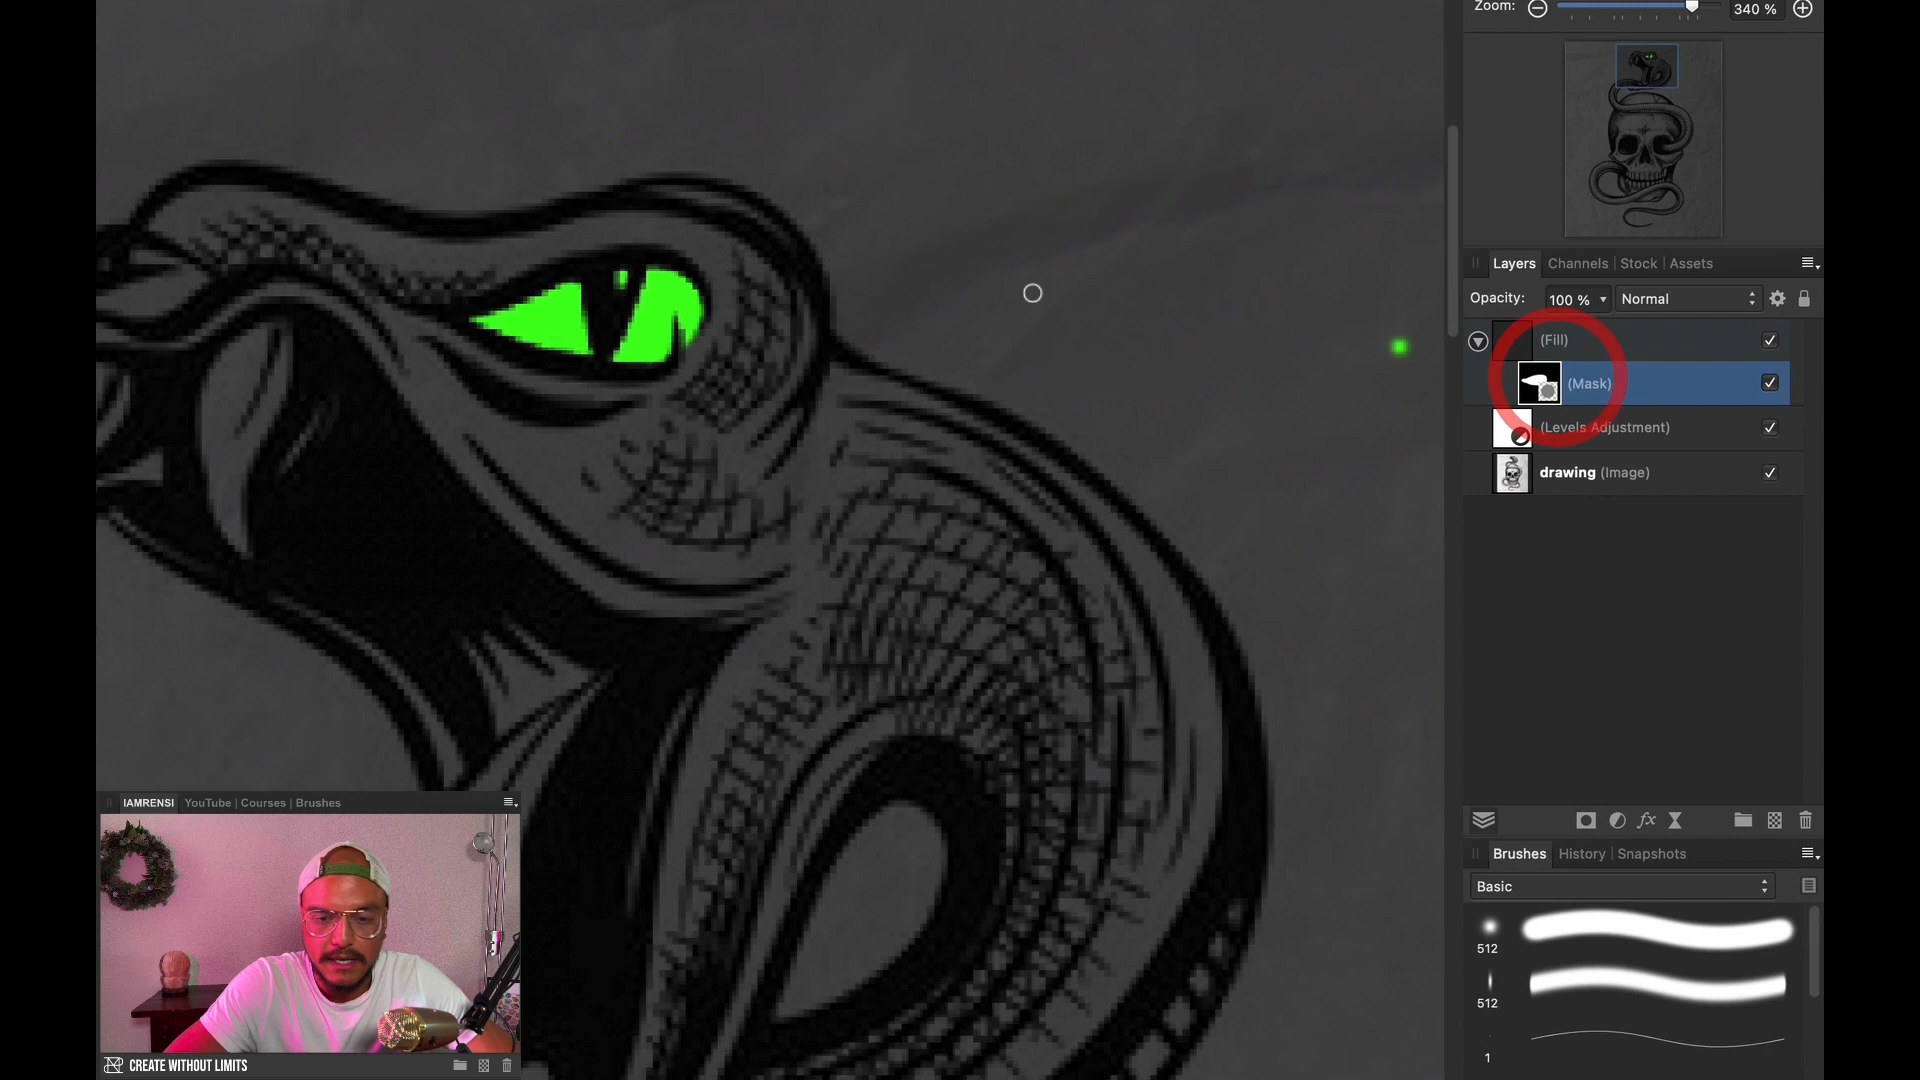 Zoom:
340 %
Layers Channels | Stock | Assets
Opacity: 100 % Normal
(Fill)
(Mask)
(Levels Adjustment)
drawing (Image)
fx
Brushes History | Snapshots
Basic
512
512
1
IAMRENSI YouTube | Courses | Brushes
CREATE WITHOUT LIMITS